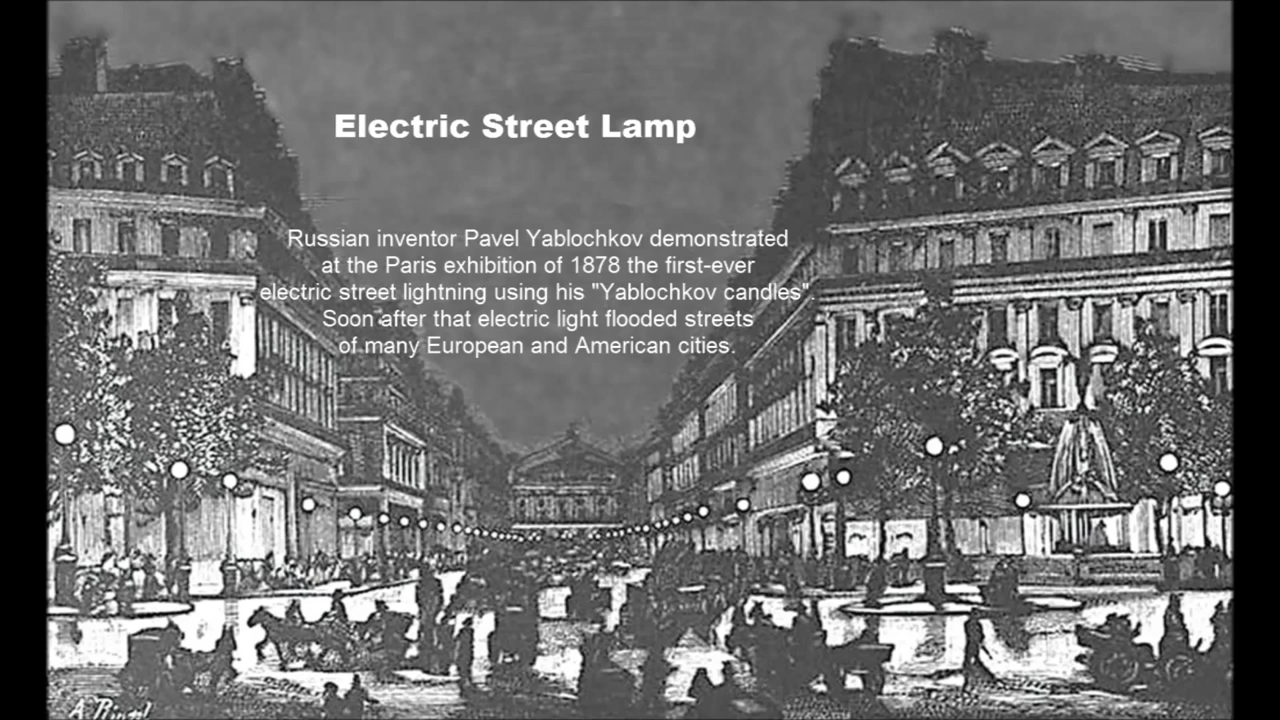 Electric Street Lamp
Russian inventor Pavel Yablochkov demonstrated
at the Paris exhibition of 1878 the first-ever
electric street lightning using his "Yablochkov candles".
Soon after that electric light flooded streets
of many European and American cities.